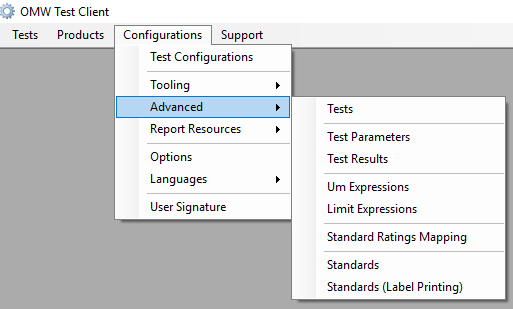 OMW Test Client
Tests Products Configurations Support
Test Configurations
Tooling
Advanced
Report Resources
Options
Languages
User Signature
Tests
Test Parameters
Test Results
Um Expressions
Limit Expressions
Standard Ratings Mapping
Standards
Standards (Label Printing)